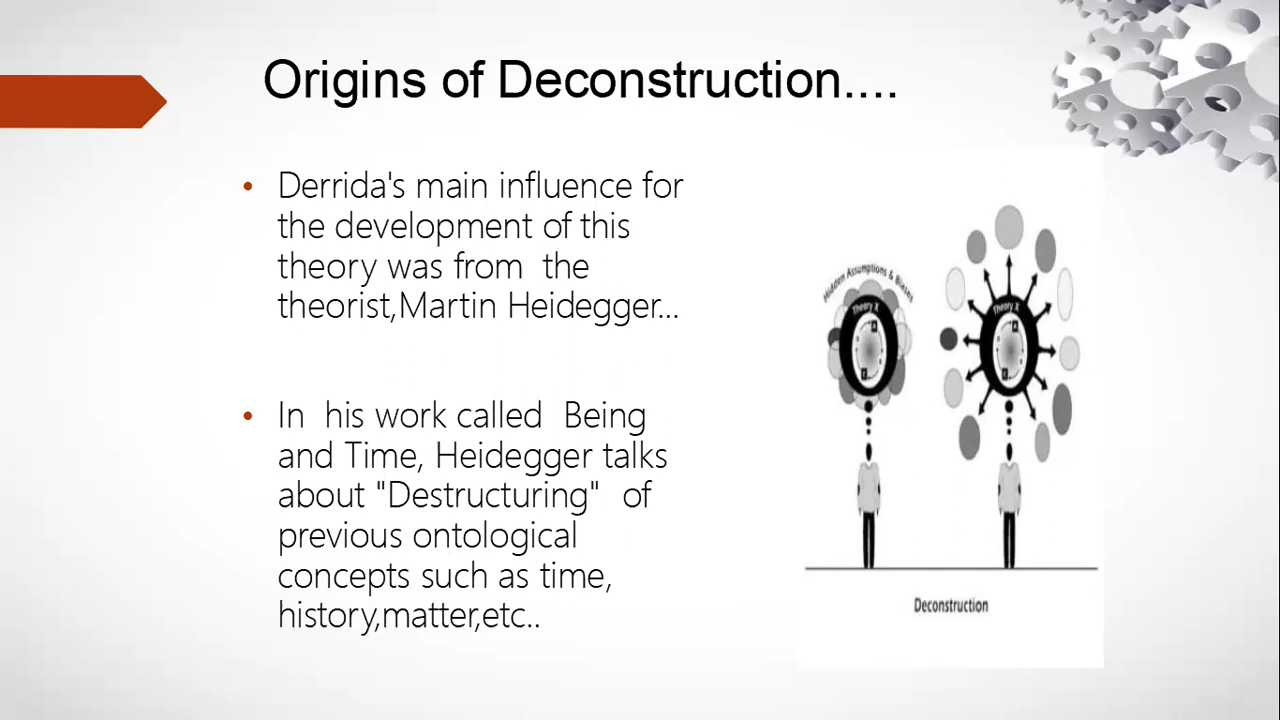 Origins of Deconstruction....
• Derrida's main influence for
the development of this
theory was from  the
theorist,Martin Heidegger...
• In  his work called  Being
and Time, Heidegger talks
about "Destructuring"  of
previous ontological
concepts such as time,
history,matter,etc..
Hidden Assumptions & Biases
Theory X
Theory X
Deconstruction